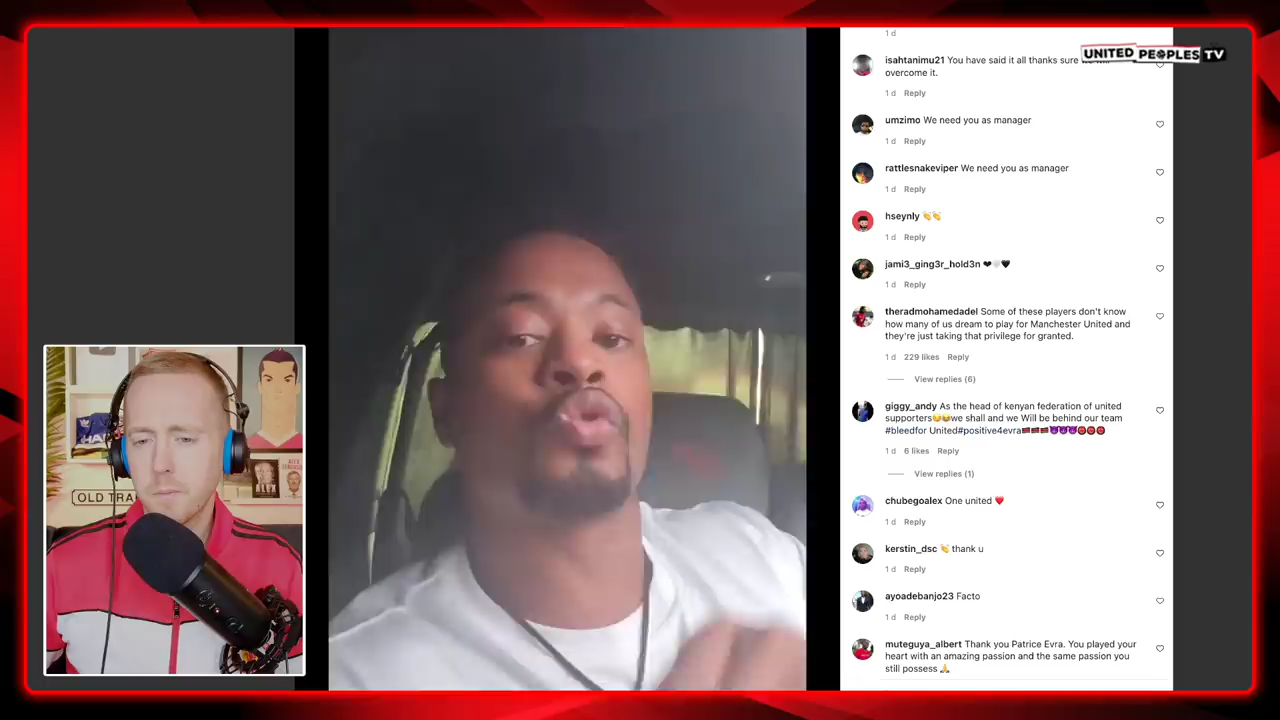 UNITED PEOPLES TV
1 d
isahtanimu21 You have said it all thanks sure
overcome it.
1 d Reply
umzimo We need you as manager
1 d Reply
rattlesnakeviper We need you as manager
1 d Reply
hseynly 👏👏
1 d Reply
jami3_ging3r_hold3n ❤🤍🖤
1 d Reply
theradmohamedadel Some of these players don't know
how many of us dream to play for Manchester United and
they're just taking that privilege for granted.
1 d 229 likes Reply
View replies (6)
giggy_andy As the head of kenyan federation of united
supporters😂😂we shall and we Will be behind our team
#bleedfor United#positive4evra
1 d 6 likes Reply
View replies (1)
chubegoalex One united ❤
1 d Reply
kerstin_dsc 👏 thank u
1 d Reply
ayoadebanjo23 Facto
1 d Reply
muteguya_albert Thank you Patrice Evra. You played your
heart with an amazing passion and the same passion you
still possess 🙏
OLD TRA
ALEX